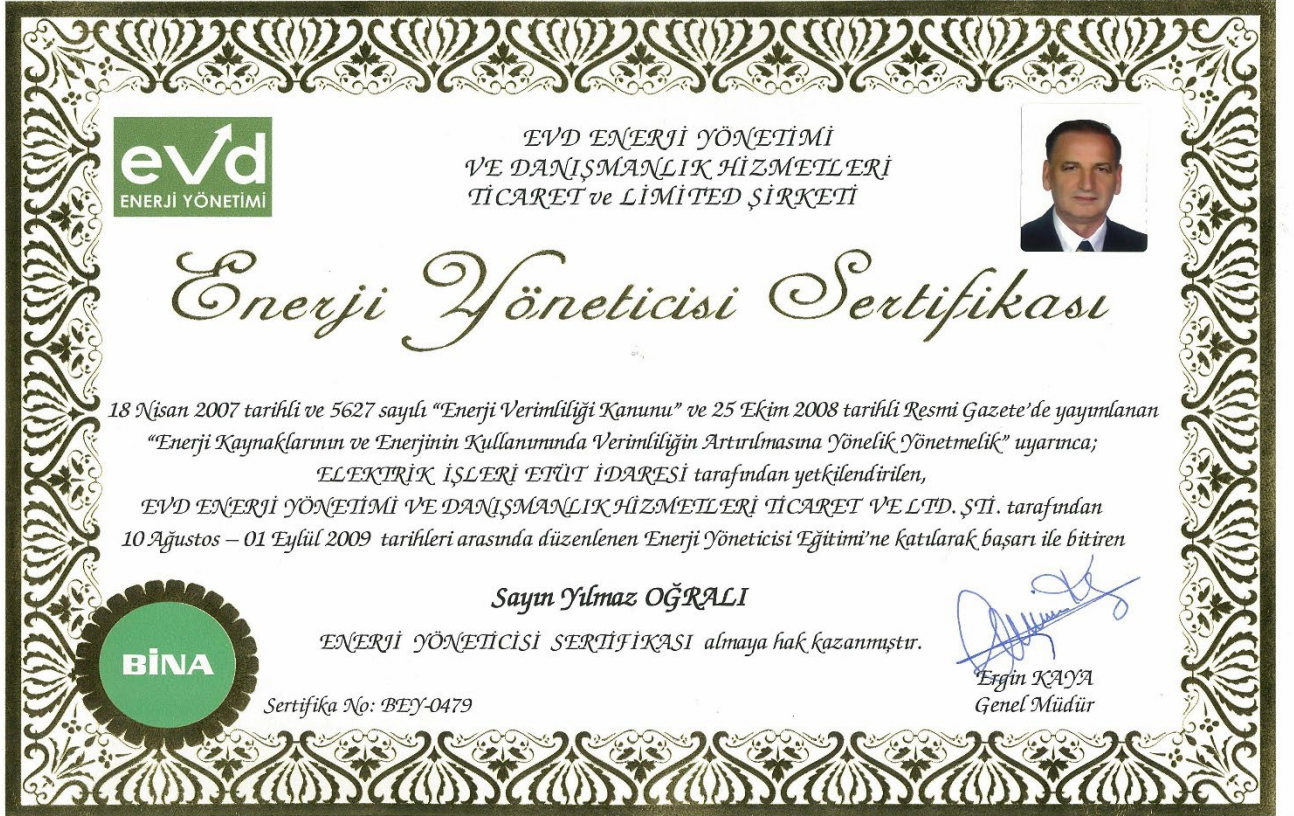 evd
ENERJİ YÖNETİMİ
EVD ENERJİ YÖNETİMİ
VE DANIŞMANLIK HİZMETLERİ
TİCARET ve LİMİTED ŞİRKETİ
Enerji Yöneticisi Sertifikası
18 Nisan 2007 tarihli ve 5627 sayılı “Enerji Verimliliği Kanunu” ve 25 Ekim 2008 tarihli Resmi Gazete’de yayımlanan
“Enerji Kaynaklarının ve Enerjinin Kullanımında Verimliliğin Artırılmasına Yönelik Yönetmelik” uyarınca;
ELEKTRİK İŞLERİ ETÜT İDARESİ tarafından yetkilendirilen,
EVD ENERJİ YÖNETİMİ VE DANIŞMANLIK HİZMETLERİ TİCARET VE LTD. ŞTİ. tarafından
10 Ağustos – 01 Eylül 2009 tarihleri arasında düzenlenen Enerji Yöneticisi Eğitimi’ne katılarak başarı ile bitiren
Sayın Yılmaz OĞRALI
ENERJİ YÖNETİCİSİ SERTİFİKASI almaya hak kazanmıştır.
BİNA
Ergin KAYA
Genel Müdür
Sertifika No: BEY-0479